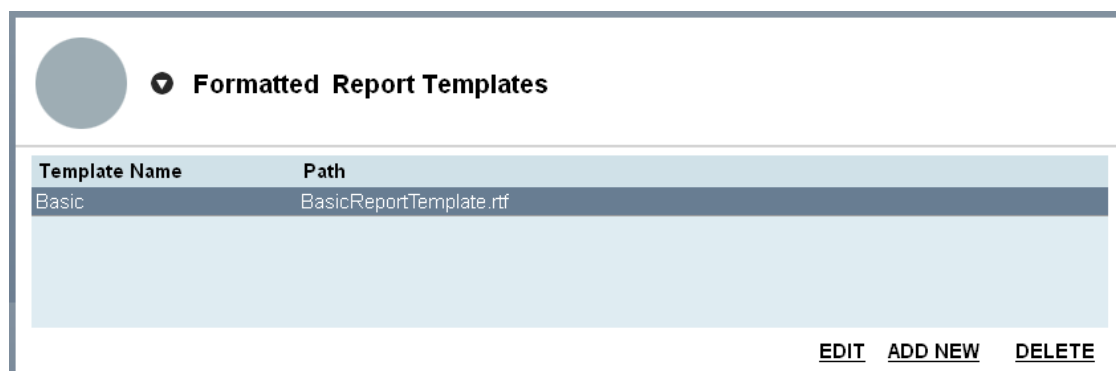 Formatted Report Templates
Template Name Path
Basic BasicReportTemplate.rtf
EDIT ADD NEW DELETE